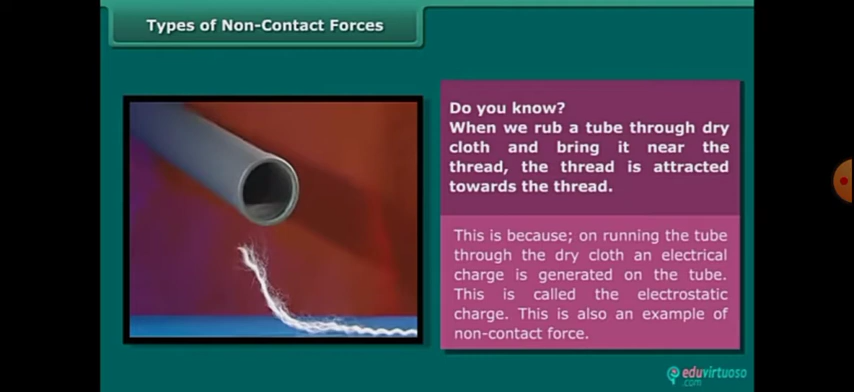 Types of Non-Contact Forces
Do you know?
When we rub a tube through dry
cloth and bring it near the
thread, the thread is attracted
towards the thread.
This is because; on running the tube
through the dry cloth an electrical
charge is generated on the tube.
This is called the electrostatic
charge. This is also an example of
non-contact force.
eduvirtuoso
.com